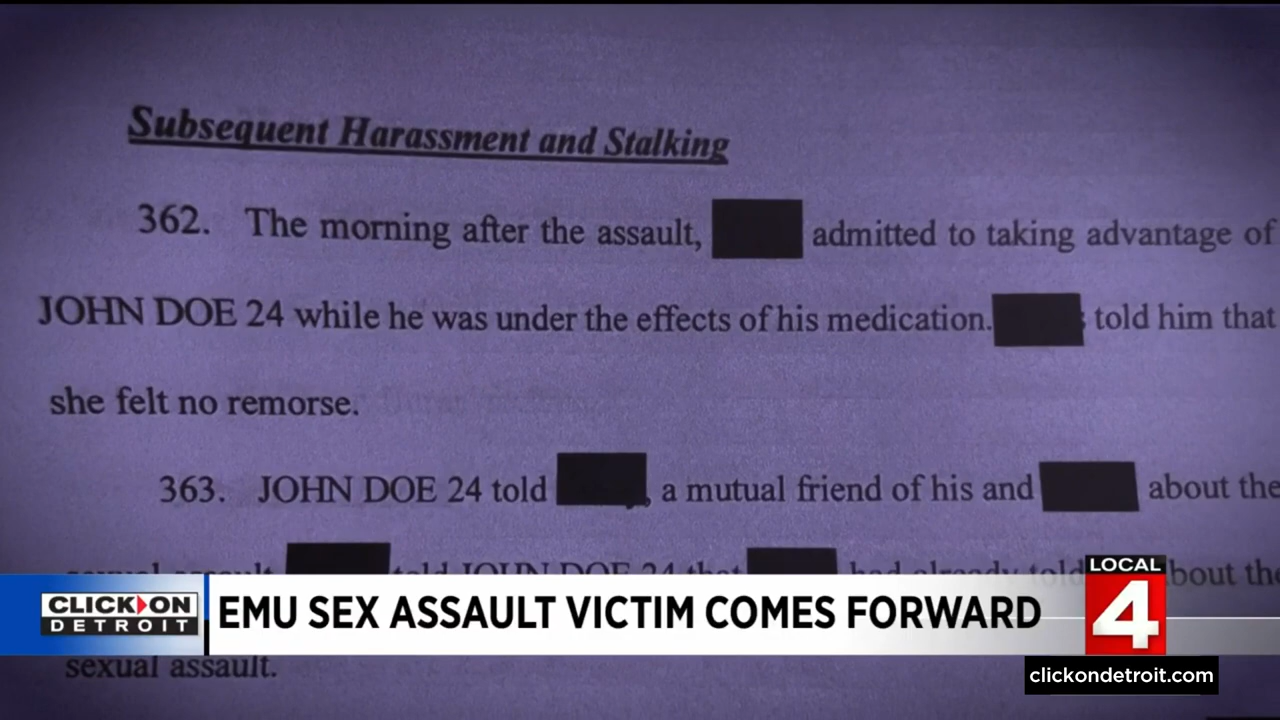 Subsequent Harassment and Stalking
362. The morning after the assault, admitted to taking advantage of
JOHN DOE 24 while he was under the effects of his medication. told him that
she felt no remorse.
363. JOHN DOE 24 told , a mutual friend of his and about the
sexual assault. told JOHN DOE 24 that had already told about the
sexual assault.
CLICK ON
DETROIT
EMU SEX ASSAULT VICTIM COMES FORWARD
LOCAL
4
clickondetroit.com